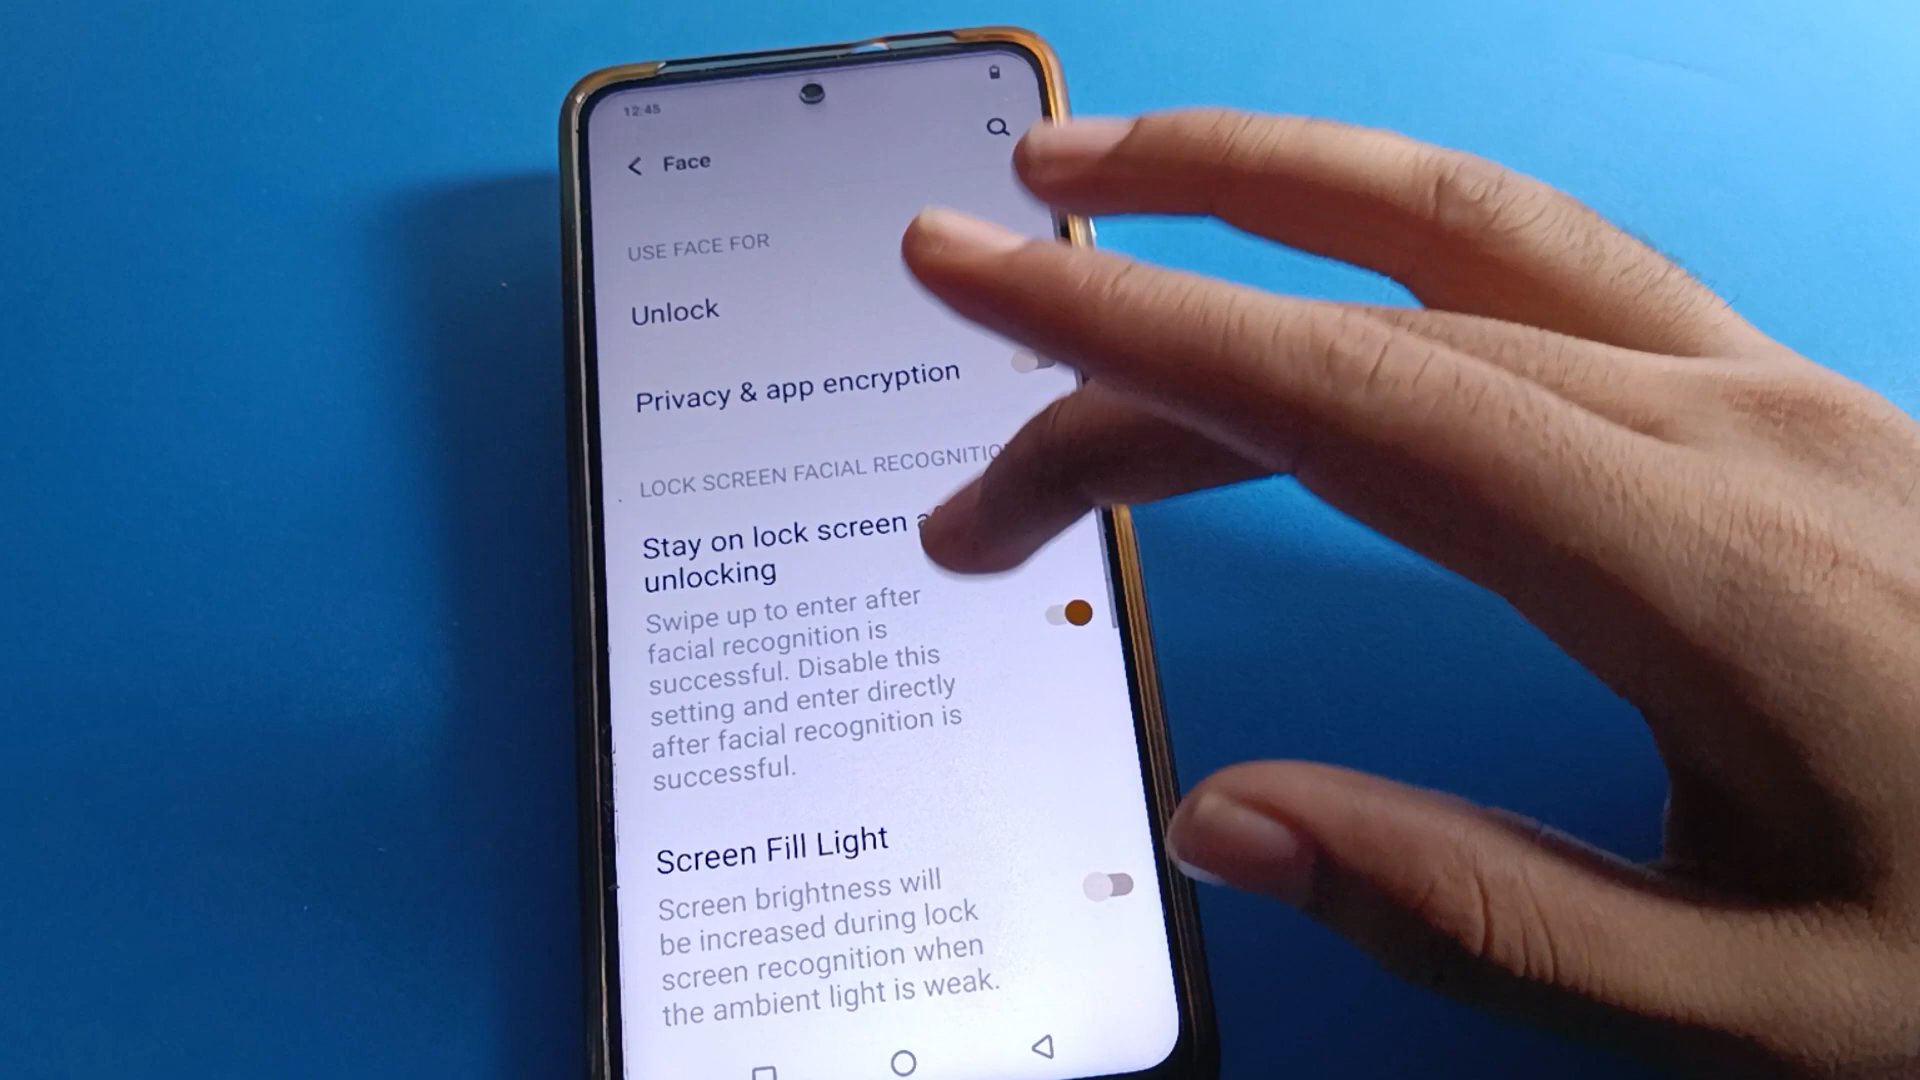 12:45
Face
USE FACE FOR
Unlock
Privacy & app encryption
LOCK SCREEN FACIAL
Stay on lock screen
unlocking
Swipe up to enter after
facial recognition is
successful. Disable this
setting and enter directly
after facial recognition is
successful.
Screen Fill Light
Screen brightness will
be increased during lock
screen recognition when
the ambient light is weak.